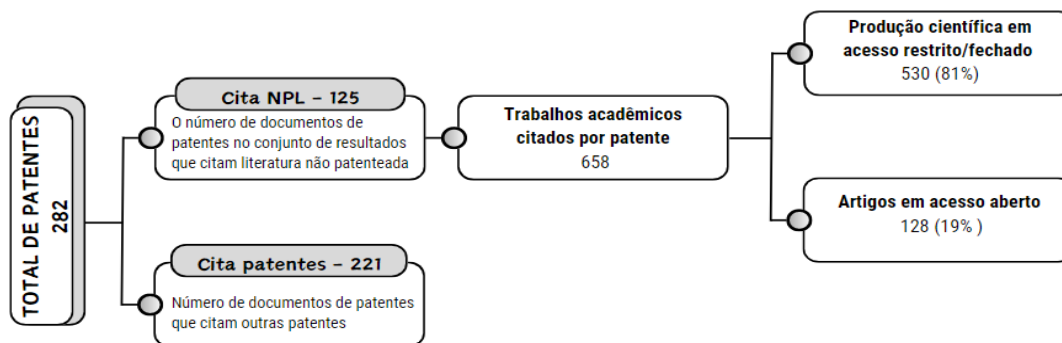 TOTAL DE PATENTES
282
Cita NPL – 125
O número de documentos de
patentes no conjunto de resultados
que citam literatura não patenteada
Cita patentes – 221
Número de documentos de patentes
que citam outras patentes
Trabalhos acadêmicos
citados por patente
658
Produção científica em
acesso restrito/fechado
530 (81%)
Artigos em acesso aberto
128 (19% )